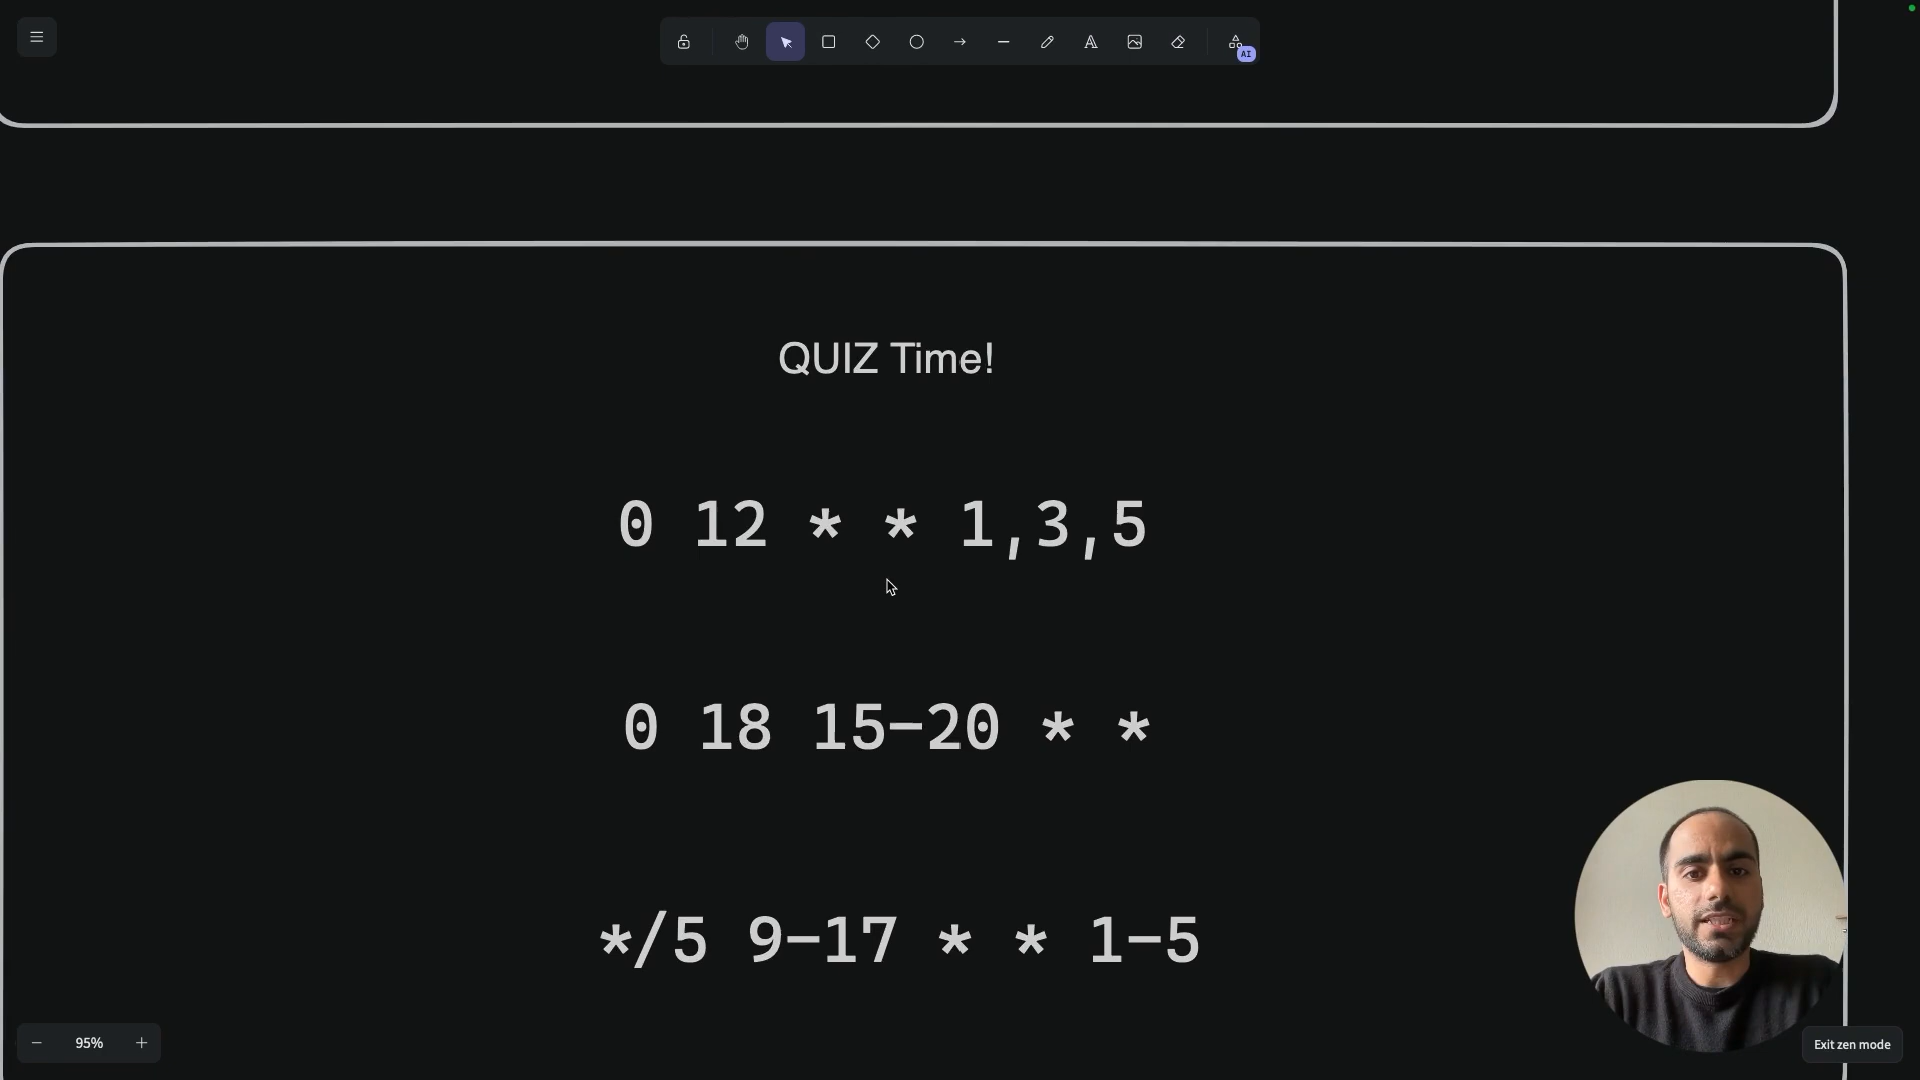 AI
QUIZ Time!
0 12 * * 1,3,5
0 18 15-20 * *
*/5 9-17 * * 1-5
95%
Exit zen mode